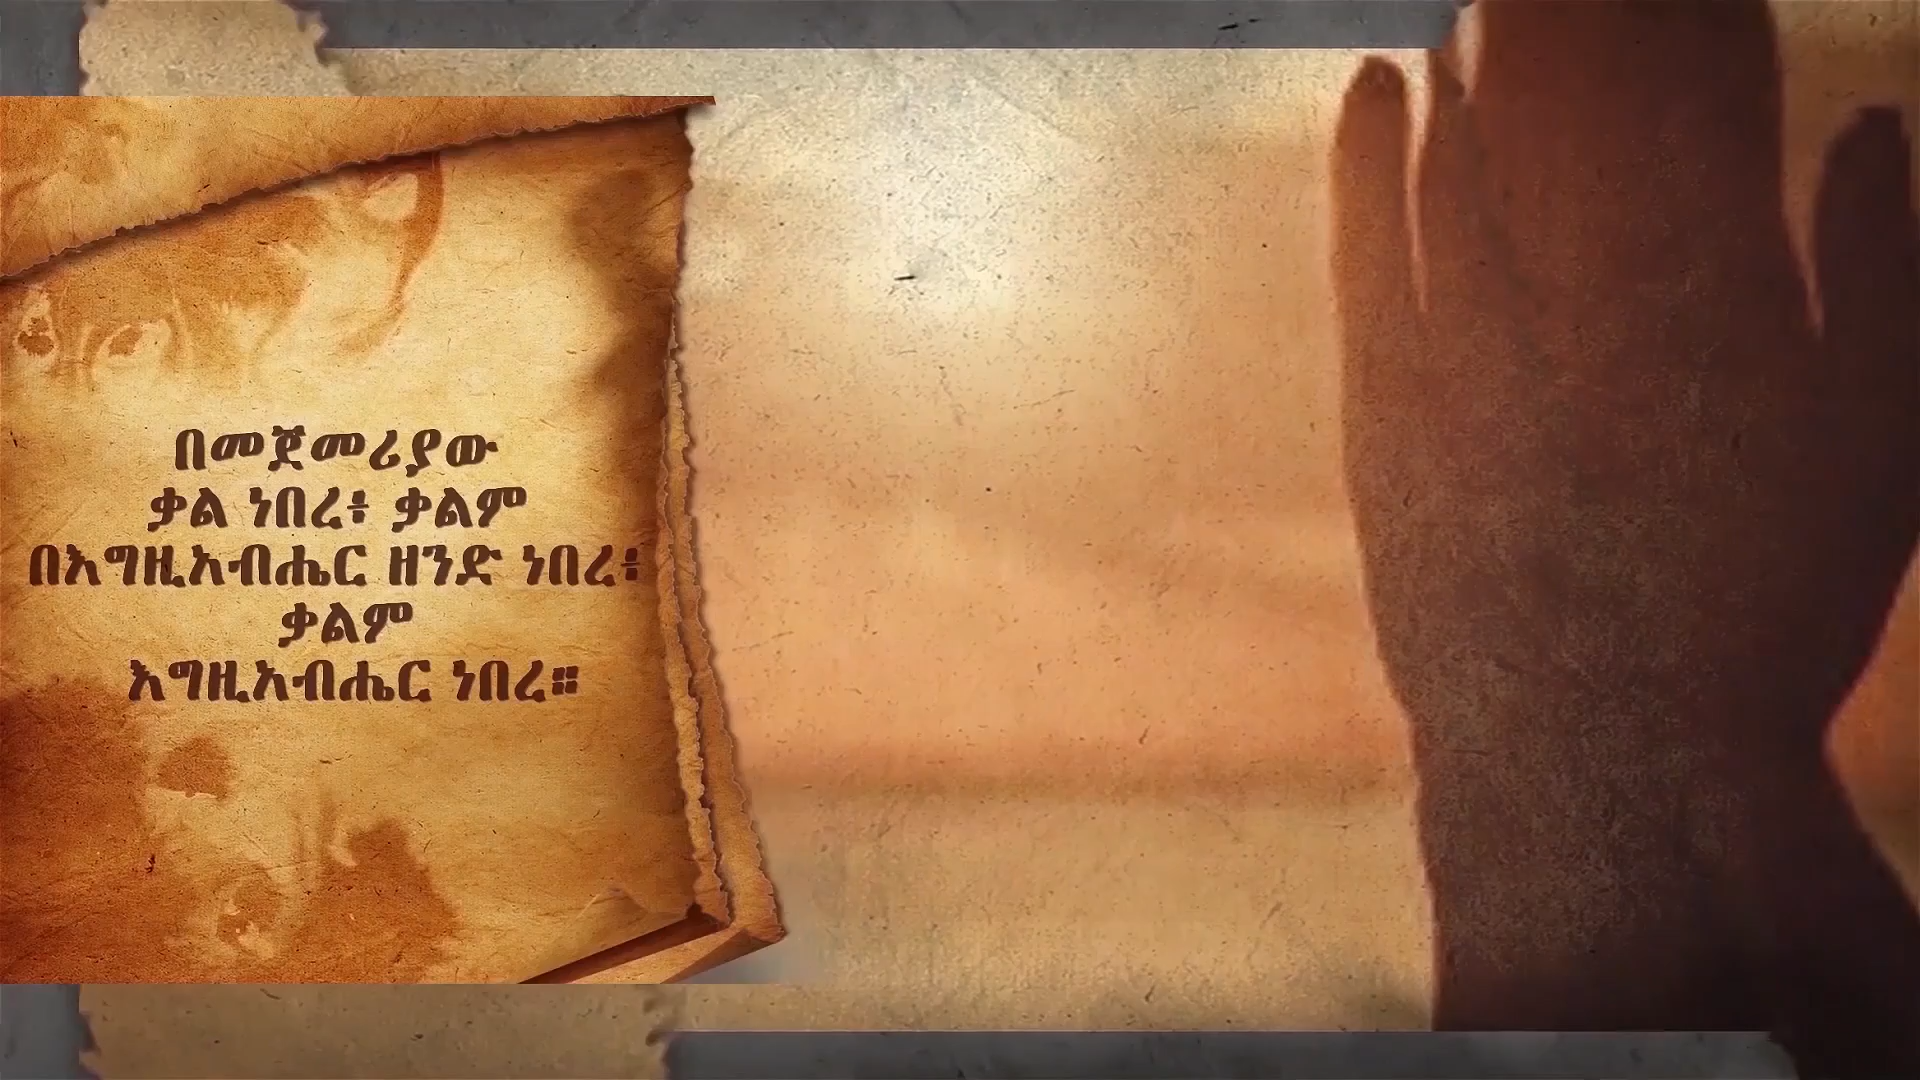 በመጀመሪያው
ቃል ነበረ፥ ቃልም
በእግዚአብሔር ዘንድ ነበረ፥
ቃልም
እግዚአብሔር ነበረ።